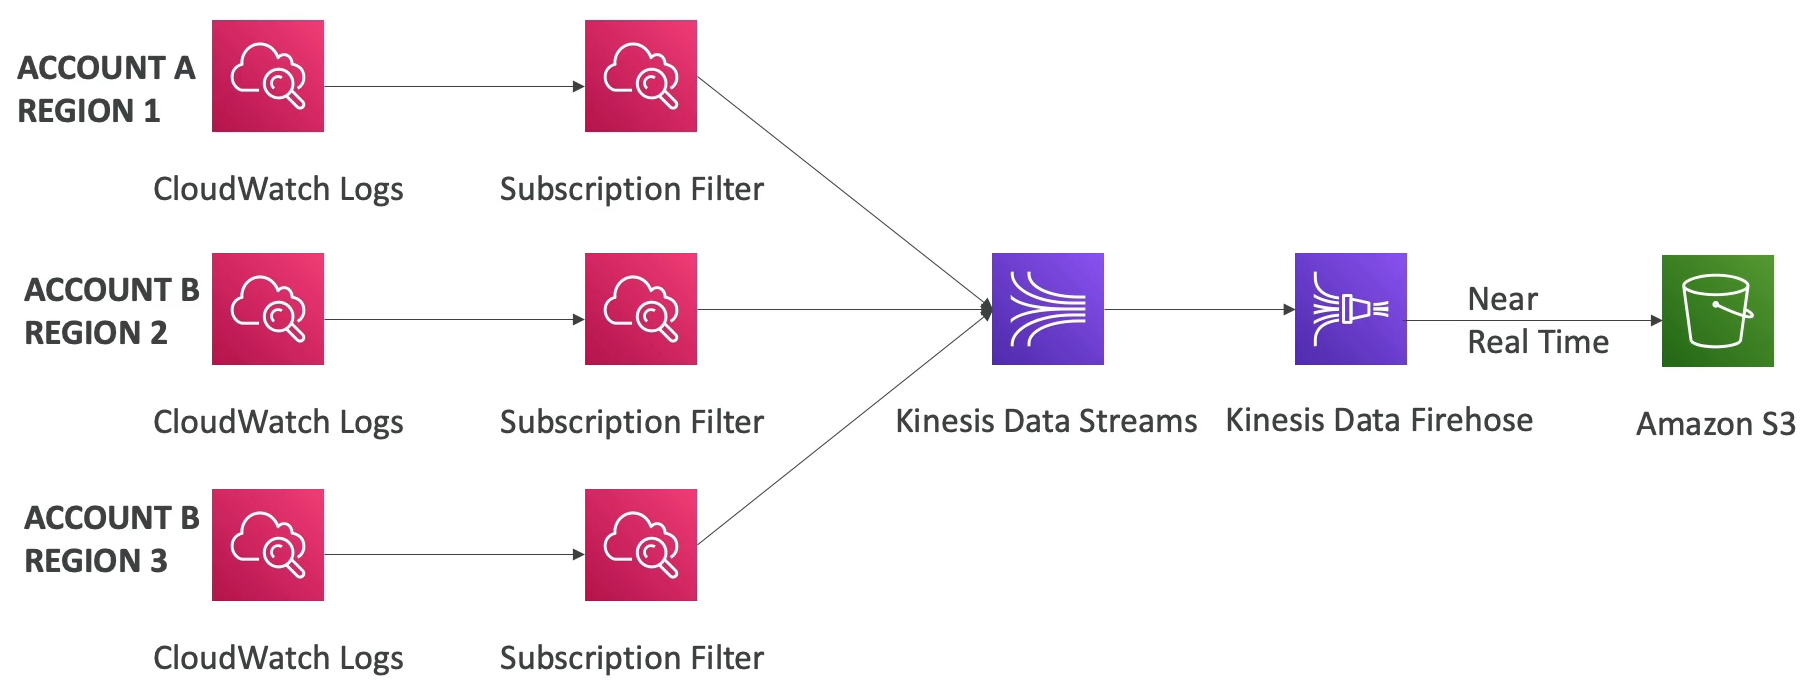 ACCOUNT A
REGION 1
CloudWatch Logs
Subscription Filter
ACCOUNT B
REGION 2
CloudWatch Logs
Subscription Filter
Kinesis Data Streams
Kinesis Data Firehose
Near
Real Time
Amazon S3
ACCOUNT B
REGION 3
CloudWatch Logs
Subscription Filter